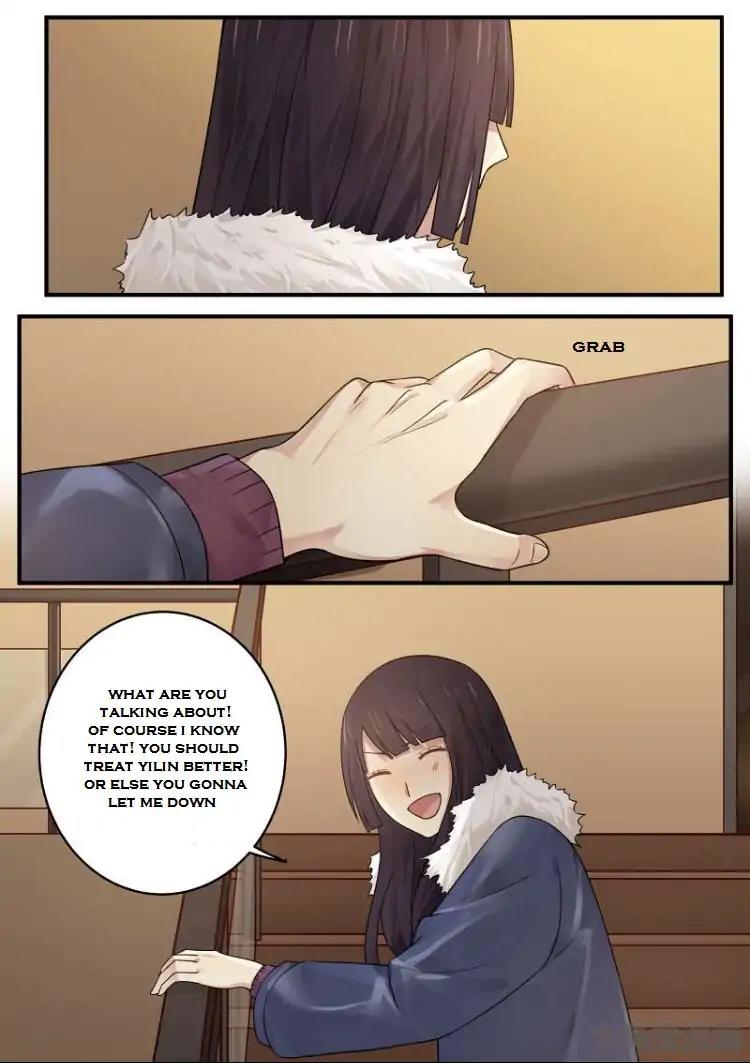 GRAB
WHAT ARE YOU
TALKING ABOUT!
OF COURSE I KNOW
THAT! YOU SHOULD
TREAT YILIN BETTER!
OR ELSE YOU GONNA
LET ME DOWN